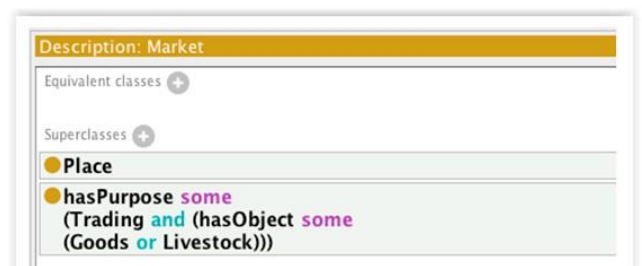 Description: Market
Equivalent classes
Superclasses
Place
hasPurpose some
(Trading and (hasObject some
(Goods or Livestock)))